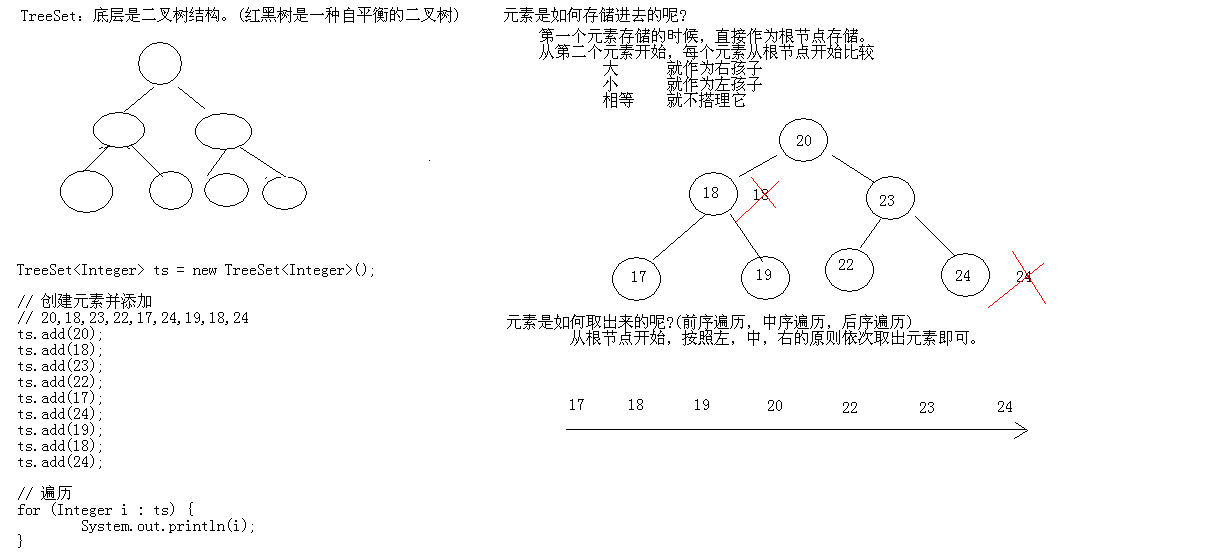 TreeSet：底层是二叉树结构。(红黑树是一种自平衡的二叉树)
TreeSet<Integer> ts = new TreeSet<Integer>();
// 创建元素并添加
// 20,18,23,22,17,24,19,18,24
ts.add(20);
ts.add(18);
ts.add(23);
ts.add(22);
ts.add(17);
ts.add(24);
ts.add(19);
ts.add(18);
ts.add(24);
// 遍历
for (Integer i : ts) {
System.out.println(i);
}
元素是如何存储进去的呢?
第一个元素存储的时候，直接作为根节点存储。
从第二个元素开始，每个元素从根节点开始比较
大 就作为右孩子
小 就作为左孩子
相等 就不搭理它
20
18 18 23
17 19 22 24 24
元素是如何取出来的呢?(前序遍历，中序遍历，后序遍历)
从根节点开始，按照左，中，右的原则依次取出元素即可。
17 18 19 20 22 23 24